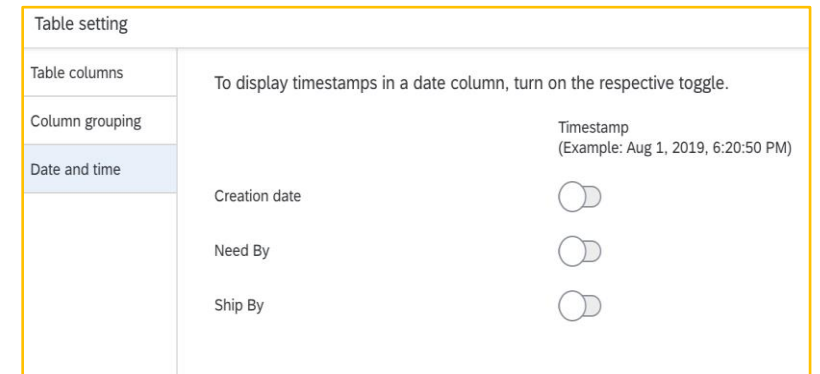 Table setting
Table columns
Column grouping
Date and time
To display timestamps in a date column, turn on the respective toggle.
Timestamp
(Example: Aug 1, 2019, 6:20:50 PM)
Creation date
Need By
Ship By